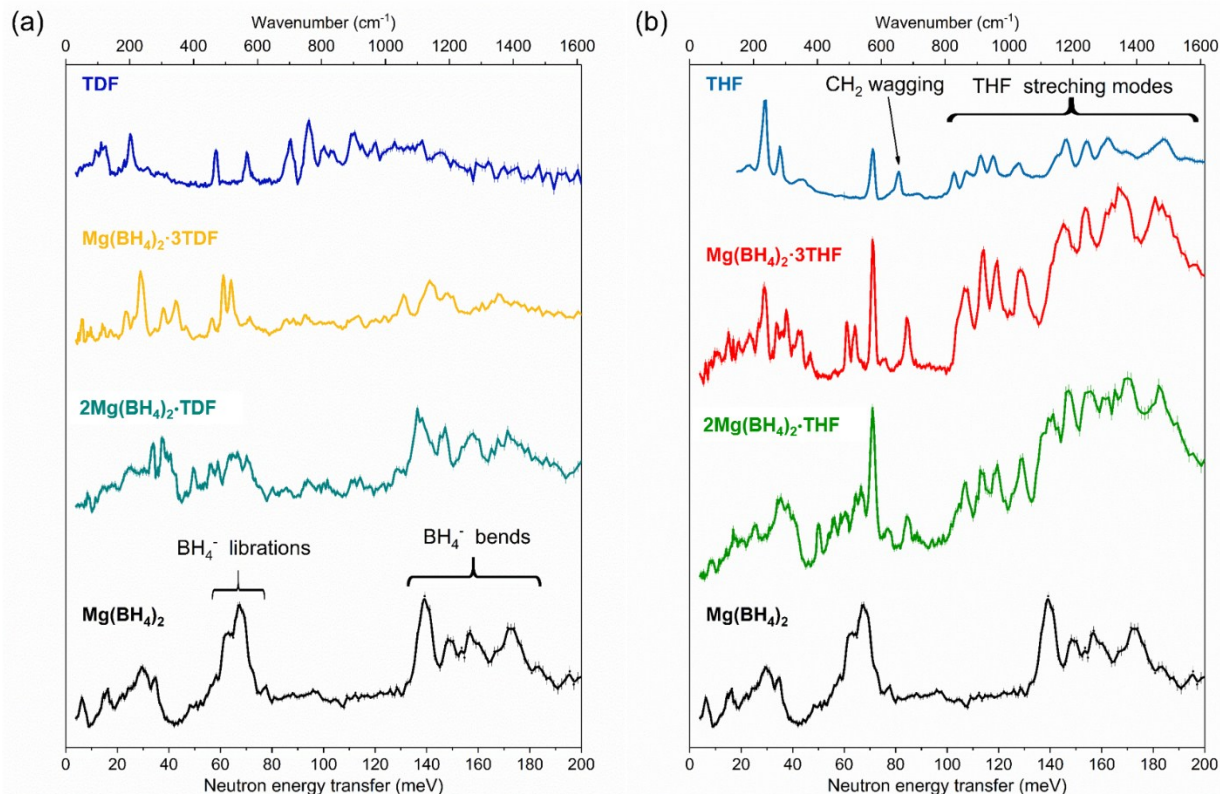 (a)
Wavenumber (cm⁻¹)
0 200 400 600 800 1000 1200 1400 1600
TDF
Mg(BH₄)₂·3TDF
2Mg(BH₄)₂·TDF
BH₄⁻ librations
BH₄⁻ bends
Mg(BH₄)₂
0 20 40 60 80 100 120 140 160 180 200
Neutron energy transfer (meV)
(b)
Wavenumber (cm⁻¹)
0 200 400 600 800 1000 1200 1400 1600
THF
CH₂ wagging
THF streching modes
Mg(BH₄)₂·3THF
2Mg(BH₄)₂·THF
Mg(BH₄)₂
0 20 40 60 80 100 120 140 160 180 200
Neutron energy transfer (meV)